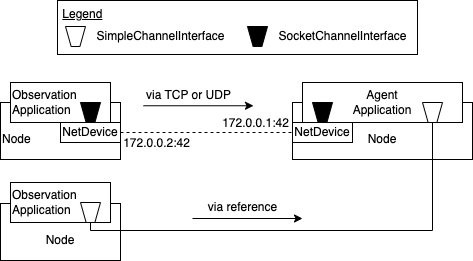 Legend
SimpleChannelInterface
SocketChannelInterface
Observation
Application
NetDevice
Node
via TCP or UDP
172.0.0.1:42
172.0.0.2:42
Agent
Application
NetDevice
Node
Observation
Application
Node
via reference